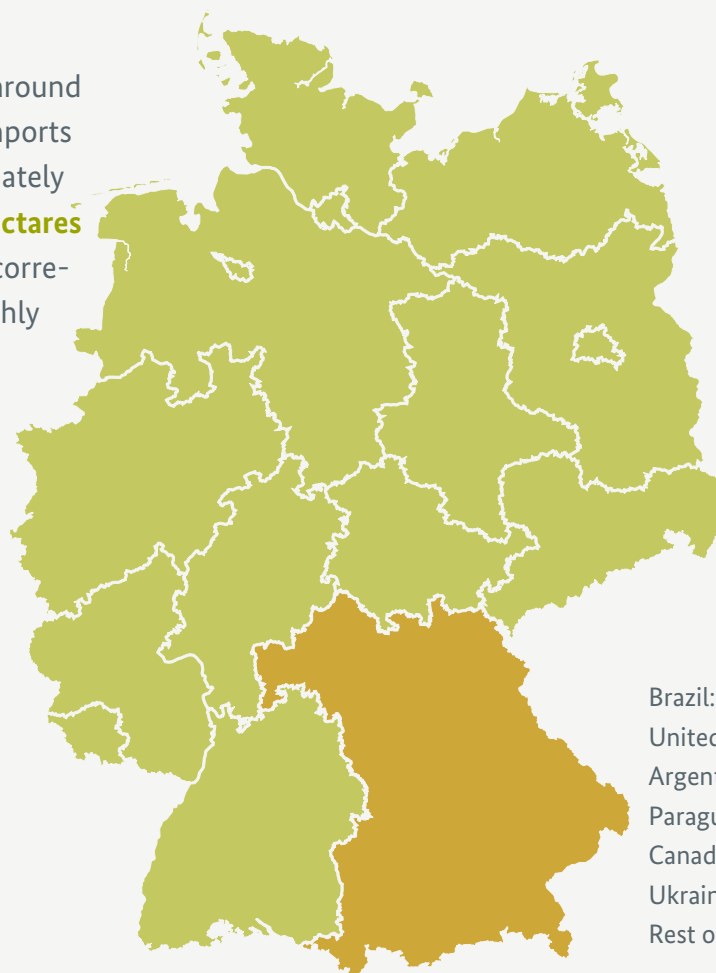 around
ports
ately
ctares
corre-
hly
Brazil:
United
Argent
Paragu
Canad
Ukrain
Rest o